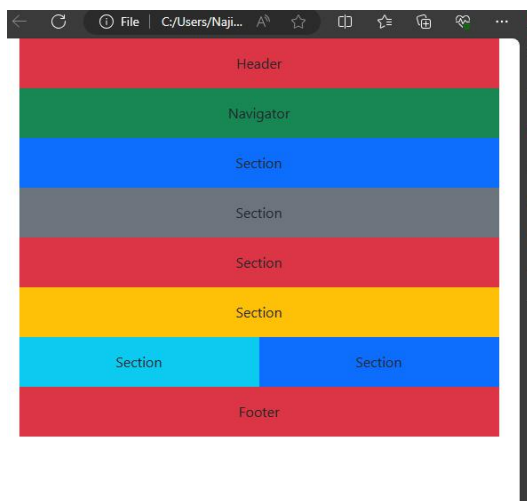 File | C:/Users/Naji...
Header
Navigator
Section
Section
Section
Section
Section Section
Footer